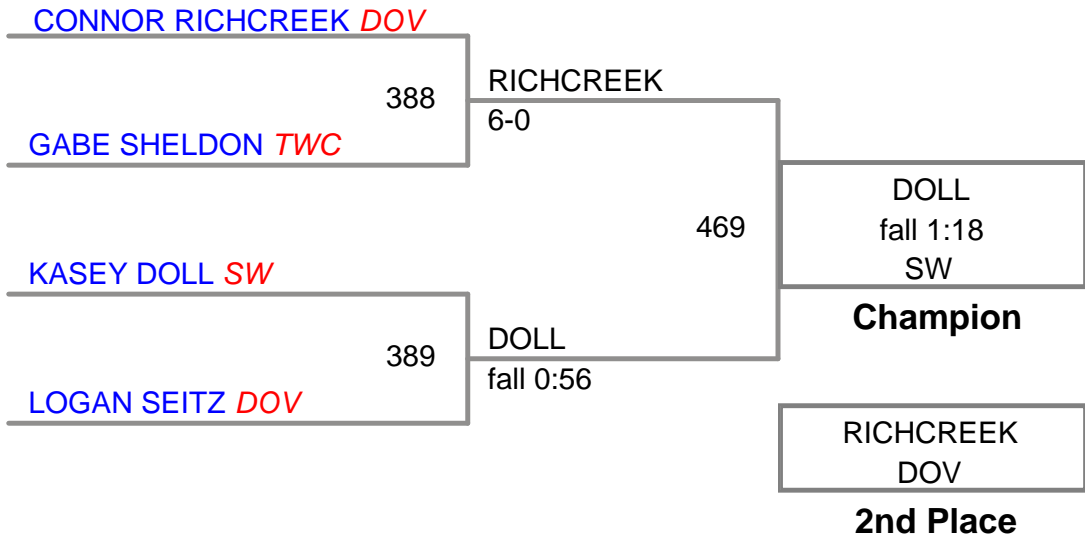 CONNOR RICHCREEK DOV
388
RICHCREEK
6-0
GABE SHELDON TWC
469
DOLL
fall 1:18
SW
Champion
KASEY DOLL SW
389
DOLL
fall 0:56
LOGAN SEITZ DOV
RICHCREEK
DOV
2nd Place